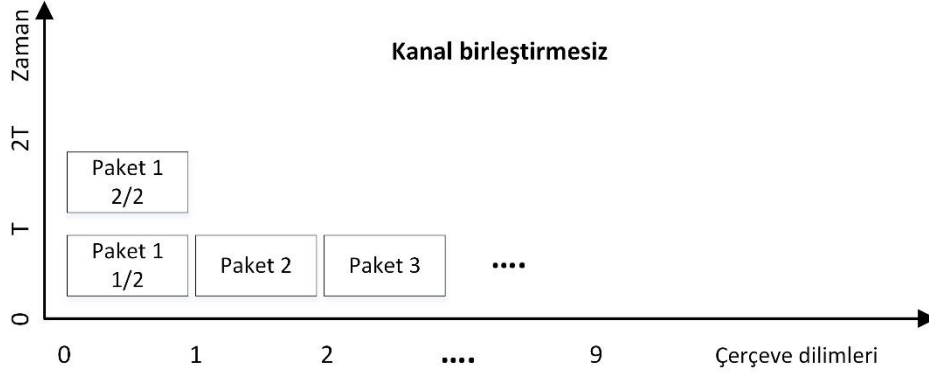 Kanal birleştirmesiz
Zaman
2T
T
0
Paket 1
2/2
Paket 1
1/2
Paket 2
Paket 3
....
0 1 2 .... 9 Çerçeve dilimleri